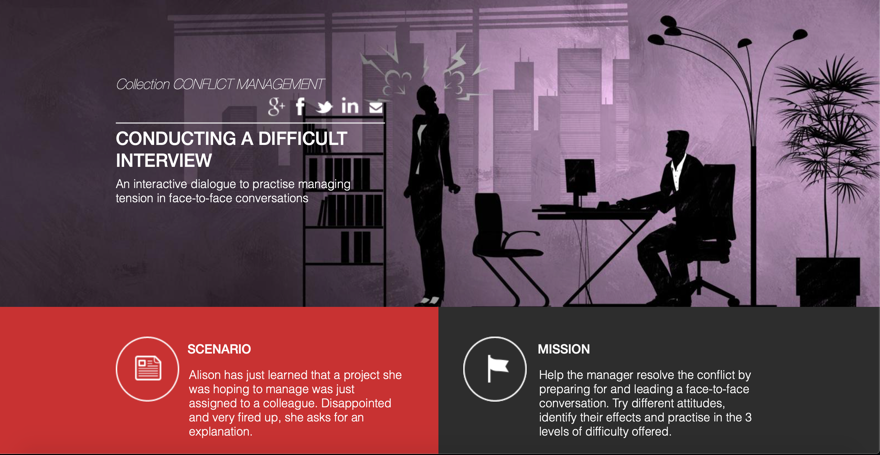 Collection CONFLICT MANAGEMENT
g+ f in
CONDUCTING A DIFFICULT
INTERVIEW
An interactive dialogue to practise managing
tension in face-to-face conversations
SCENARIO
Alison has just learned that a project she
was hoping to manage was just
assigned to a colleague. Disappointed
and very fired up, she asks for an
explanation.
MISSION
Help the manager resolve the conflict by
preparing for and leading a face-to-face
conversation. Try different attitudes,
identify their effects and practise in the 3
levels of difficulty offered.